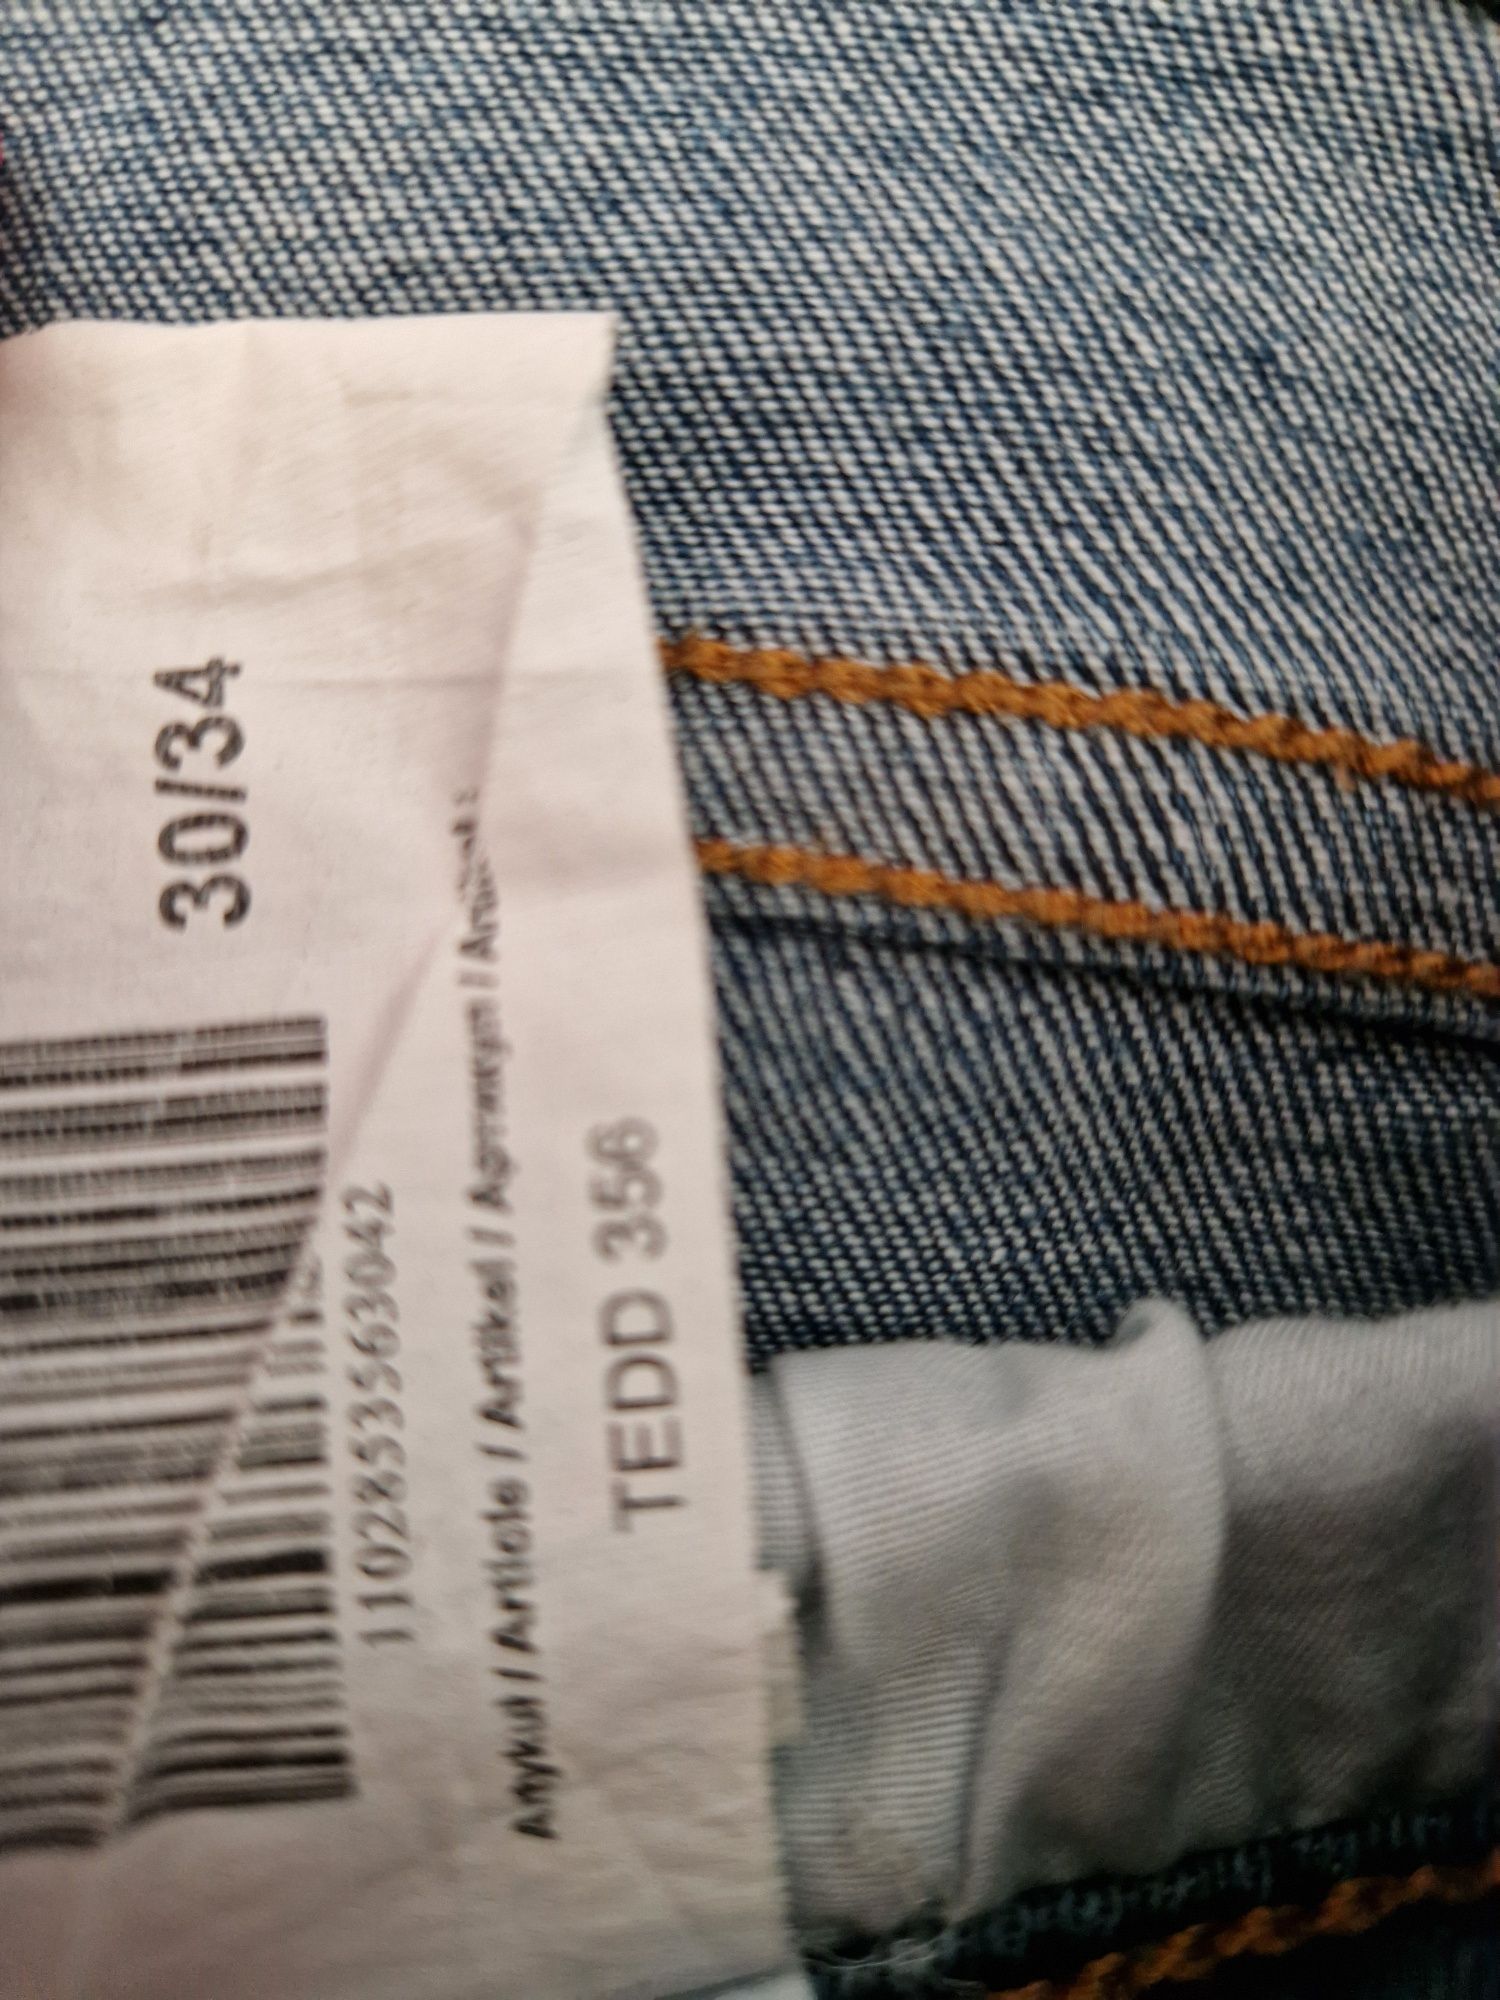 30/34
1102853563042
Artykuł / Article / Artikel / Артикул /
TEDD 356